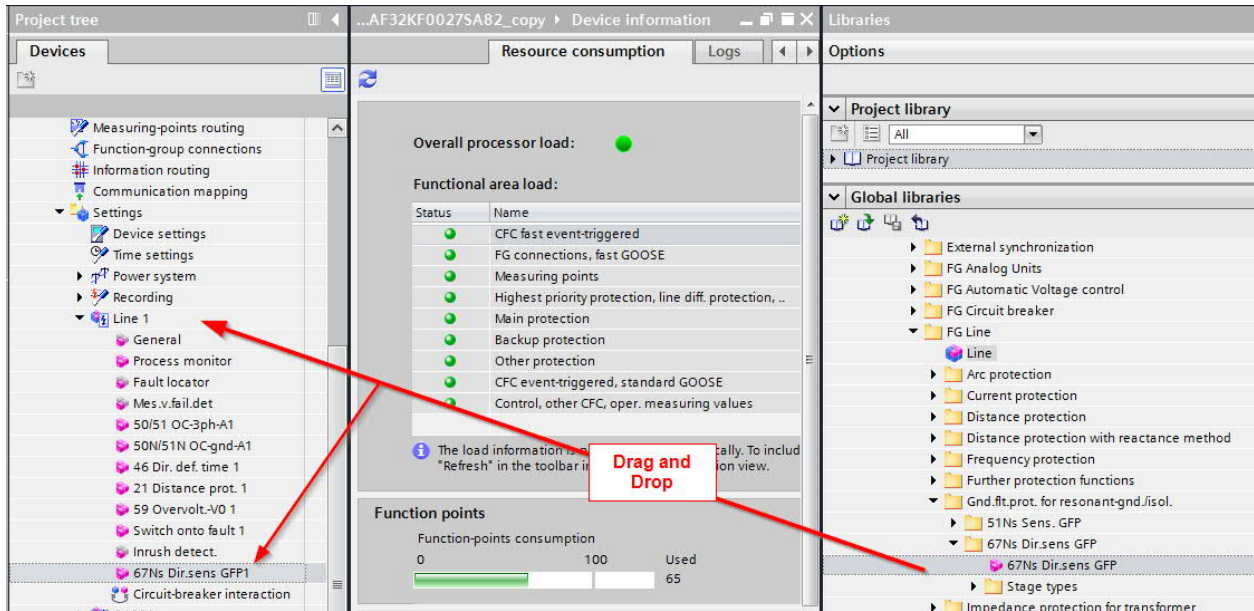 Project tree
Devices
Measuring-points routing
Function-group connections
Information routing
Communication mapping
Settings
Device settings
Time settings
Power system
Recording
Line 1
General
Process monitor
Fault locator
Mes.v.fail.det
50/51 OC-3ph-A1
50N/51N OC-gnd-A1
46 Dir. def. time 1
21 Distance prot. 1
59 Overvolt.-V0 1
Switch onto fault 1
Inrush detect.
67Ns Dir.sens GFP1
Circuit-breaker interaction
...AF32KF0027SA82_copy Device information
Resource consumption
Logs
Overall processor load:
Functional area load:
Status Name
CFC fast event-triggered
FG connections, fast GOOSE
Measuring points
Highest priority protection, line diff. protection, ..
Main protection
Backup protection
Other protection
CFC event-triggered, standard GOOSE
Control, other CFC, oper. measuring values
The load information is cally. To includ
"Refresh" in the toolbar in on view.
Drag and
Drop
Function points
Function-points consumption
0 100 Used
65
Libraries
Options
Project library
All
Project library
Global libraries
External synchronization
FG Analog Units
FG Automatic Voltage control
FG Circuit breaker
FG Line
Line
Arc protection
Current protection
Distance protection
Distance protection with reactance method
Frequency protection
Further protection functions
Gnd.flt.prot. for resonant-gnd./isol.
51Ns Sens. GFP
67Ns Dir.sens GFP
67Ns Dir.sens GFP
Stage types
Impedance protection for transformer